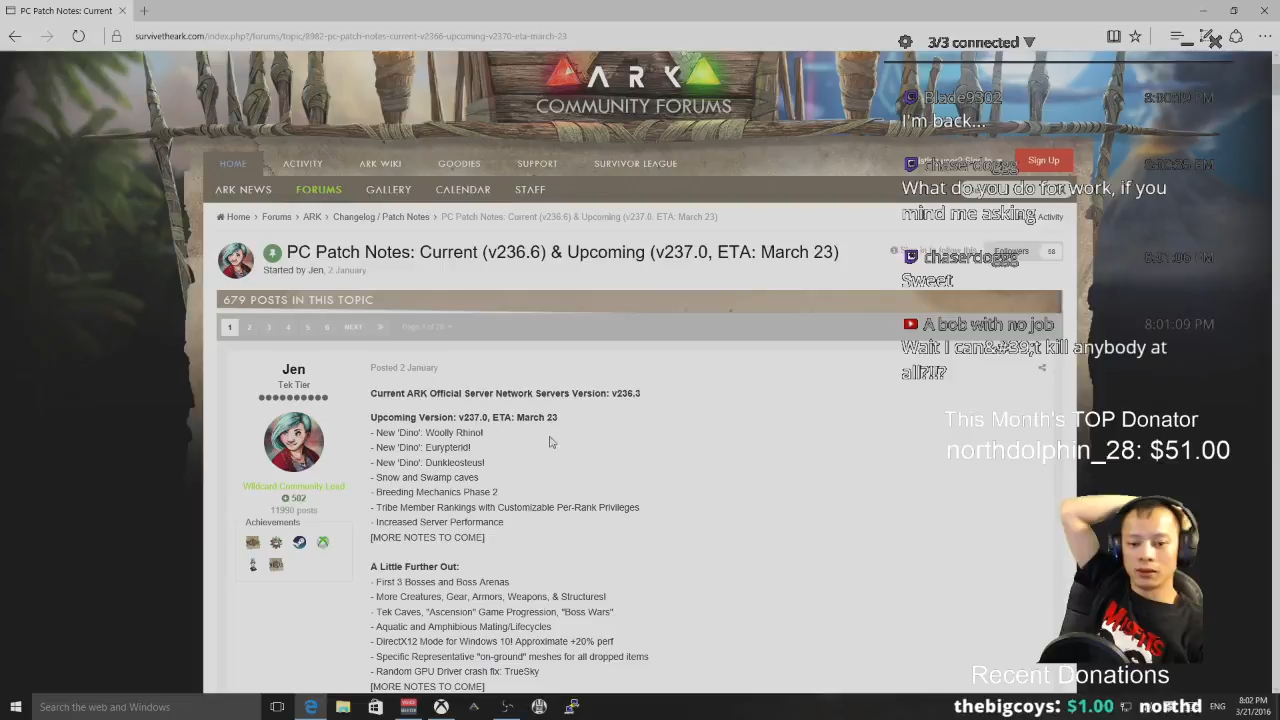 PC Patch Notes: Current
survivetheark.com/index.php?/forums/topic/8982-pc-patch-notes-current-v2366-upcoming-v2370-eta-march-23/
ARK
COMMUNITY FORUMS
HOME ACTIVITY ARK WIKI GOODIES SUPPORT SURVIVOR LEAGUE
Sign Up
ARK NEWS FORUMS GALLERY CALENDAR STAFF
Home > Forums > ARK > Changelog / Patch Notes > PC Patch Notes: Current (v236.6) & Upcoming (v237.0, ETA: March 23)
Activity
PC Patch Notes: Current (v236.6) & Upcoming (v237.0, ETA: March 23)
Started by Jen, 2 January
Followers 58
679 POSTS IN THIS TOPIC
1 2 3 4 5 6 NEXT » Page 1 of 28
Jen
Tek Tier
Wildcard Community Lead
502
11990 posts
Achievements
Posted 2 January
Current ARK Official Server Network Servers Version: v236.3
Upcoming Version: v237.0, ETA: March 23
- New 'Dino': Woolly Rhino!
- New 'Dino': Eurypterid!
- New 'Dino': Dunkleosteus!
- Snow and Swamp caves
- Breeding Mechanics Phase 2
- Tribe Member Rankings with Customizable Per-Rank Privileges
- Increased Server Performance
[MORE NOTES TO COME]
A Little Further Out:
- First 3 Bosses and Boss Arenas
- More Creatures, Gear, Armors, Weapons, & Structures!
- Tek Caves, "Ascension" Game Progression, "Boss Wars"
- Aquatic and Amphibious Mating/Lifecycles
- DirectX12 Mode for Windows 10! Approximate +20% perf
- Specific Representative "on-ground" meshes for all dropped items
- Random GPU Driver crash fix: TrueSky
[MORE NOTES TO COME]
Blade9302
I'm back...
chaserdoggg
What do you do for work, if you
mind me asking
chaserdoggg
Sweet
A bob with no job 8:01:09 PM
Wait I can&#39;t kill anybody at
all?!?
This Month's TOP Donator
northdolphin_28: $51.00
Recent Donations
thebigcoys: $1.00
Search the web and Windows
ENG
8:02 PM
3/21/2016